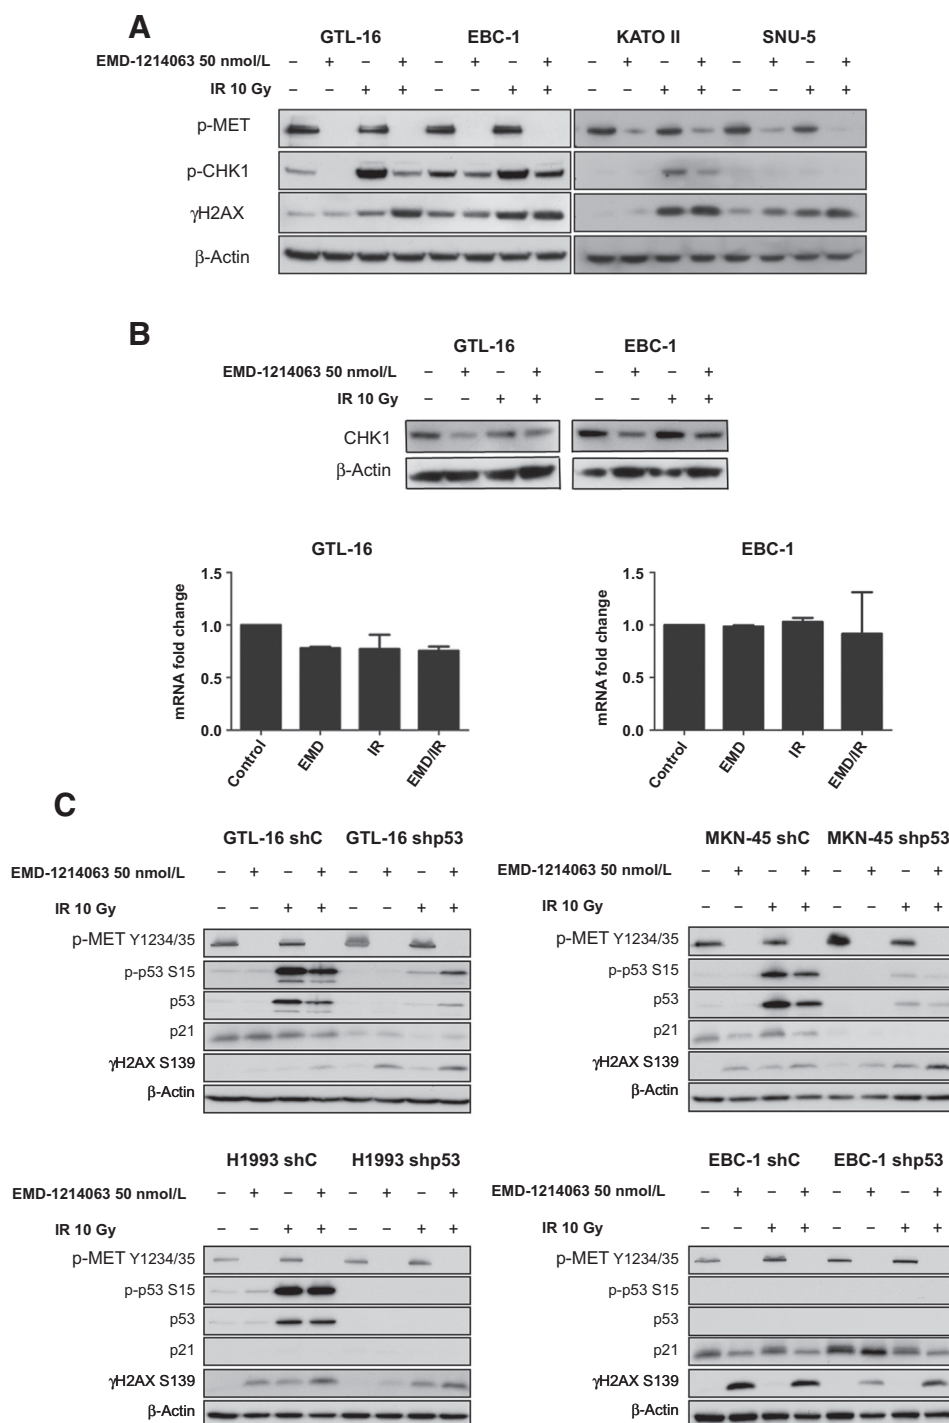 A
GTL-16 EBC-1 KATO II SNU-5
EMD-1214063 50 nmol/L – + – + – + – + – + – + – + – +
IR 10 Gy – – + + – – + + – – + + – – + +
p-MET
p-CHK1
γH2AX
β-Actin
B
GTL-16 EBC-1
EMD-1214063 50 nmol/L – + – + – + – +
IR 10 Gy – – + + – – + +
CHK1
β-Actin
GTL-16
mRNA fold change
1.5
1.0
0.5
0.0
Control EMD IR EMD/IR
EBC-1
mRNA fold change
1.5
1.0
0.5
0.0
Control EMD IR EMD/IR
C
GTL-16 shC GTL-16 shp53
EMD-1214063 50 nmol/L – + – + – + – +
IR 10 Gy – – + + – – + +
p-MET Y1234/35
p-p53 S15
p53
p21
γH2AX S139
β-Actin
MKN-45 shC MKN-45 shp53
EMD-1214063 50 nmol/L – + – + – + – +
IR 10 Gy – – + + – – + +
p-MET Y1234/35
p-p53 S15
p53
p21
γH2AX S139
β-Actin
H1993 shC H1993 shp53
EMD-1214063 50 nmol/L – + – + – + – +
IR 10 Gy – – + + – – + +
p-MET Y1234/35
p-p53 S15
p53
p21
γH2AX S139
β-Actin
EBC-1 shC EBC-1 shp53
EMD-1214063 50 nmol/L – + – + – + – +
IR 10 Gy – – + + – – + +
p-MET Y1234/35
p-p53 S15
p53
p21
γH2AX S139
β-Actin